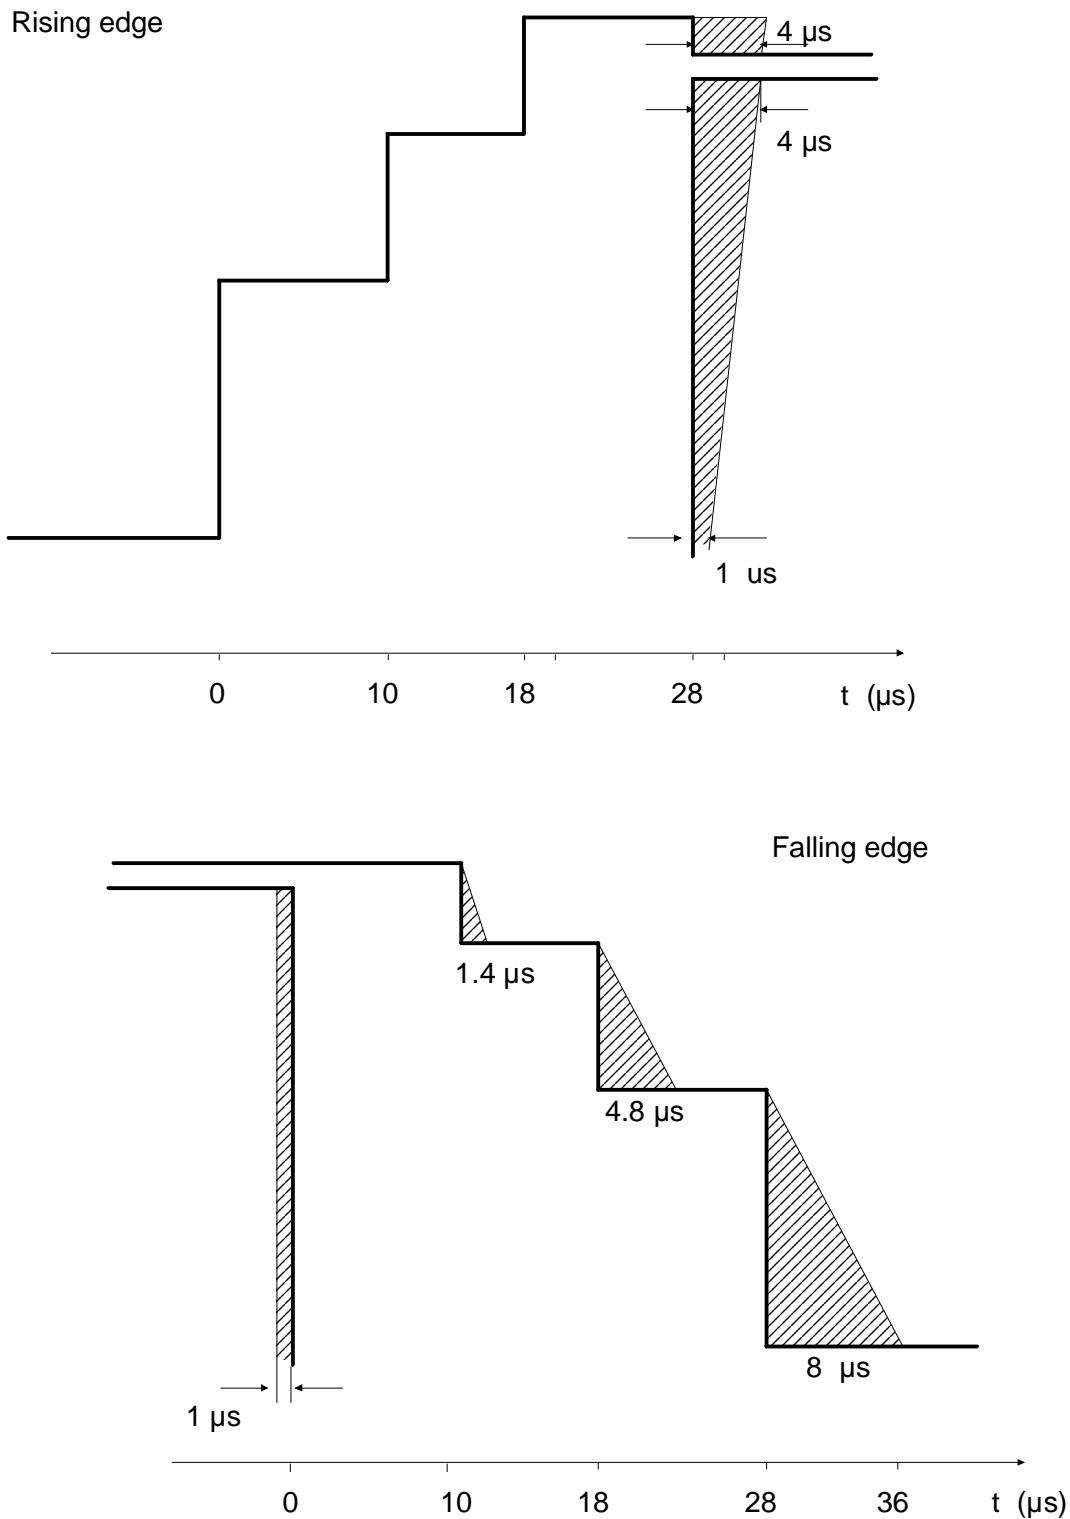 Rising edge
4 µs
4 µs
1 us
0 10 18 28 t (µs)
Falling edge
1.4 µs
4.8 µs
8 µs
1 µs
0 10 18 28 36 t (µs)